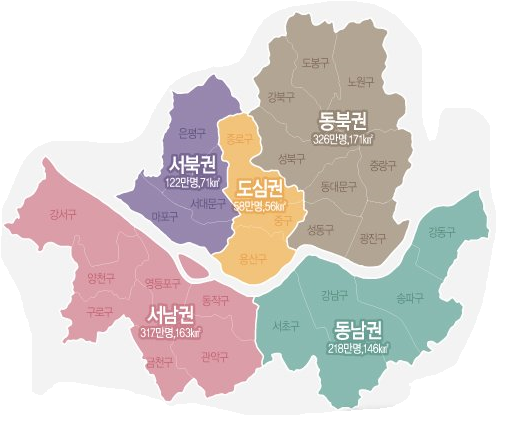 도봉구
노원구
강북구
동북권
326만명,171㎢
은평구
종로구
성북구
중랑구
서북권
122만명,71㎢
도심권
58만명,56㎢
동대문구
서대문구
마포구
중구
성동구
광진구
강서구
강동구
용산구
양천구
영등포구
강남구
송파구
동작구
구로구
서남권
317만명,163㎢
서초구
동남권
218만명,146㎢
금천구
관악구